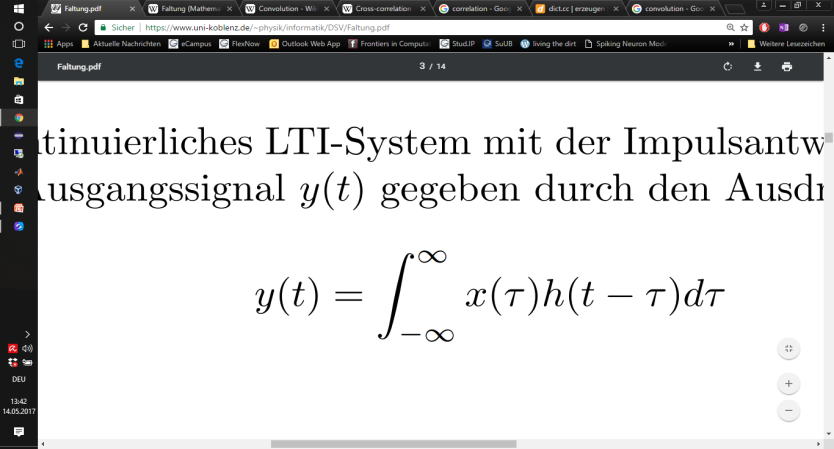 Faltung.pdf
Faltung (Mathema
Convolution - Wik
Cross-correlation
correlation - Goo
dict.cc | erzeugen
convolution - Goo
Sicher | https://www.uni-koblenz.de/~physik/informatik/DSV/Faltung.pdf
Apps Aktuelle Nachrichten eCampus FlexNow Outlook Web App Frontiers in Computat Stud.IP SuUB living the dirt Spiking Neuron Mode » Weitere Lesezeichen
Faltung.pdf 3 / 14
tinuierliches LTI-System mit der Impulsantw
Ausgangssignal y(t) gegeben durch den Ausdr
y(t) = ∫_{-∞}^{∞} x(τ)h(t − τ)dτ
DEU
13:42
14.05.2017